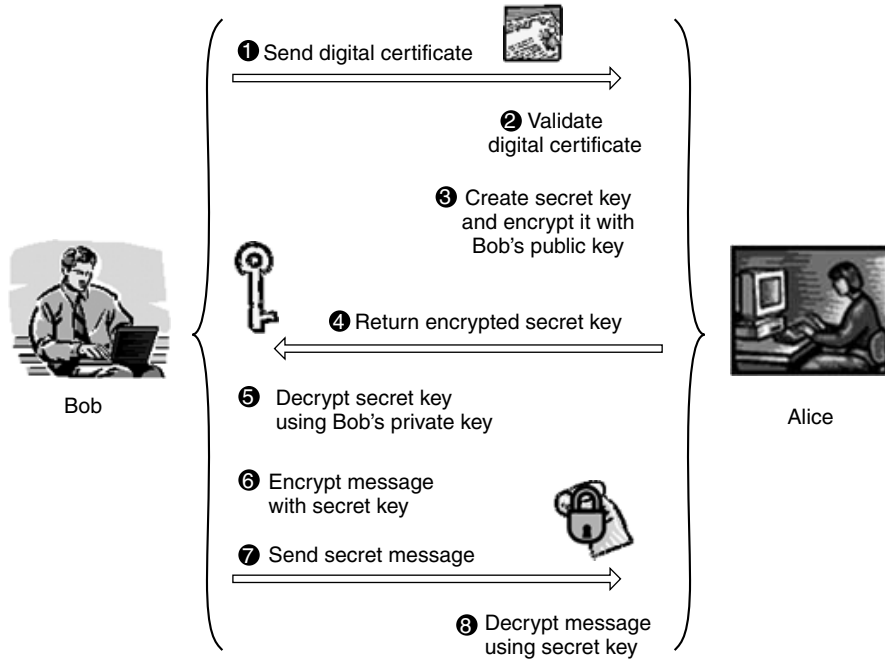 ❶ Send digital certificate
❷ Validate
digital certificate
❸ Create secret key
and encrypt it with
Bob's public key
❹ Return encrypted secret key
Bob
Alice
❺ Decrypt secret key
using Bob's private key
❻ Encrypt message
with secret key
❼ Send secret message
❽ Decrypt message
using secret key